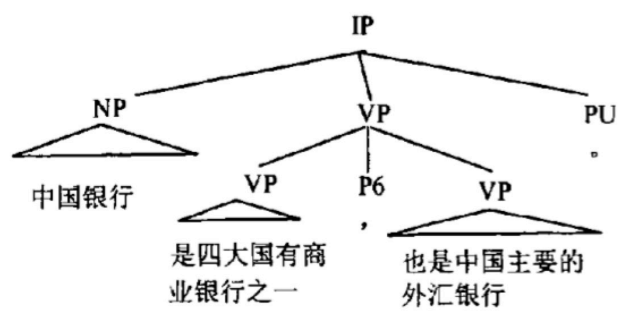 IP
NP VP PU
。
中国银行
VP P6 VP
，
是四大国有商
业银行之一
也是中国主要的
外汇银行